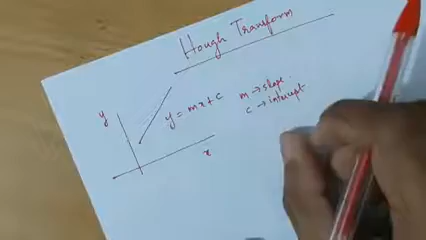 Hough Transform
y
y = mx + c
m → slope
c → intercept
x